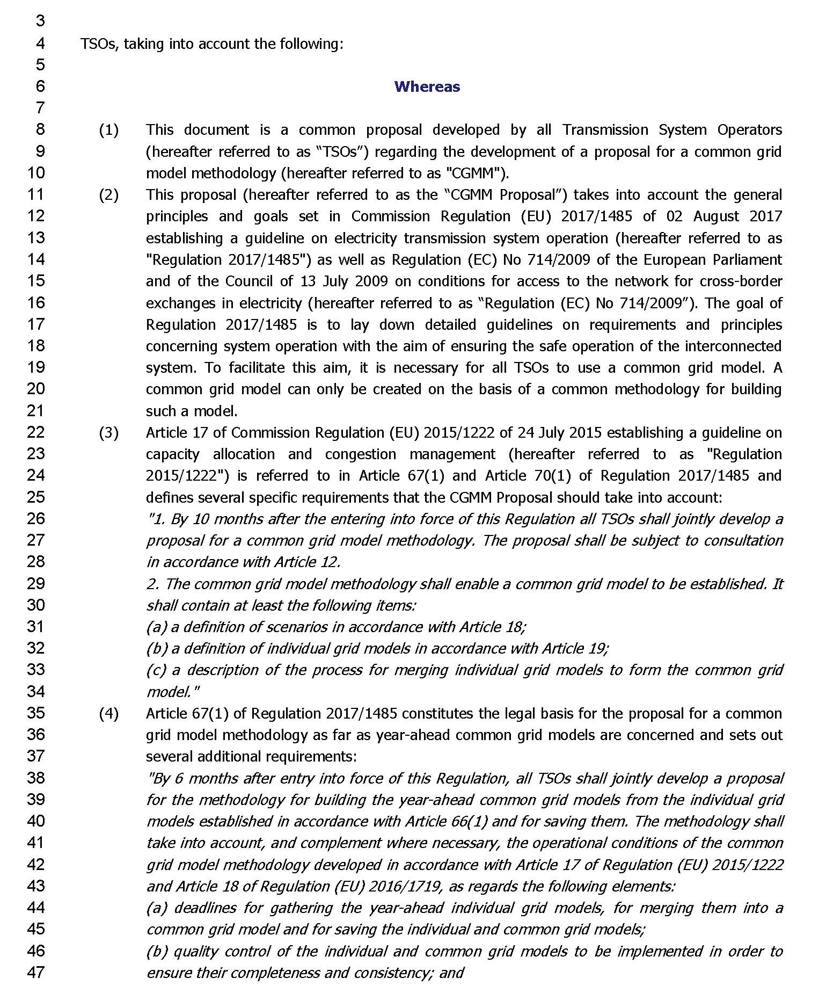 3
4 TSOs, taking into account the following:
5
6 Whereas
7
8 (1) This document is a common proposal developed by all Transmission System Operators
9 (hereafter referred to as “TSOs”) regarding the development of a proposal for a common grid
10 model methodology (hereafter referred to as "CGMM").
11 (2) This proposal (hereafter referred to as the “CGMM Proposal”) takes into account the general
12 principles and goals set in Commission Regulation (EU) 2017/1485 of 02 August 2017
13 establishing a guideline on electricity transmission system operation (hereafter referred to as
14 "Regulation 2017/1485") as well as Regulation (EC) No 714/2009 of the European Parliament
15 and of the Council of 13 July 2009 on conditions for access to the network for cross-border
16 exchanges in electricity (hereafter referred to as “Regulation (EC) No 714/2009”). The goal of
17 Regulation 2017/1485 is to lay down detailed guidelines on requirements and principles
18 concerning system operation with the aim of ensuring the safe operation of the interconnected
19 system. To facilitate this aim, it is necessary for all TSOs to use a common grid model. A
20 common grid model can only be created on the basis of a common methodology for building
21 such a model.
22 (3) Article 17 of Commission Regulation (EU) 2015/1222 of 24 July 2015 establishing a guideline on
23 capacity allocation and congestion management (hereafter referred to as "Regulation
24 2015/1222") is referred to in Article 67(1) and Article 70(1) of Regulation 2017/1485 and
25 defines several specific requirements that the CGMM Proposal should take into account:
26 "1. By 10 months after the entering into force of this Regulation all TSOs shall jointly develop a
27 proposal for a common grid model methodology. The proposal shall be subject to consultation
28 in accordance with Article 12.
29 2. The common grid model methodology shall enable a common grid model to be established. It
30 shall contain at least the following items:
31 (a) a definition of scenarios in accordance with Article 18;
32 (b) a definition of individual grid models in accordance with Article 19;
33 (c) a description of the process for merging individual grid models to form the common grid
34 model."
35 (4) Article 67(1) of Regulation 2017/1485 constitutes the legal basis for the proposal for a common
36 grid model methodology as far as year-ahead common grid models are concerned and sets out
37 several additional requirements:
38 "By 6 months after entry into force of this Regulation, all TSOs shall jointly develop a proposal
39 for the methodology for building the year-ahead common grid models from the individual grid
40 models established in accordance with Article 66(1) and for saving them. The methodology shall
41 take into account, and complement where necessary, the operational conditions of the common
42 grid model methodology developed in accordance with Article 17 of Regulation (EU) 2015/1222
43 and Article 18 of Regulation (EU) 2016/1719, as regards the following elements:
44 (a) deadlines for gathering the year-ahead individual grid models, for merging them into a
45 common grid model and for saving the individual and common grid models;
46 (b) quality control of the individual and common grid models to be implemented in order to
47 ensure their completeness and consistency; and